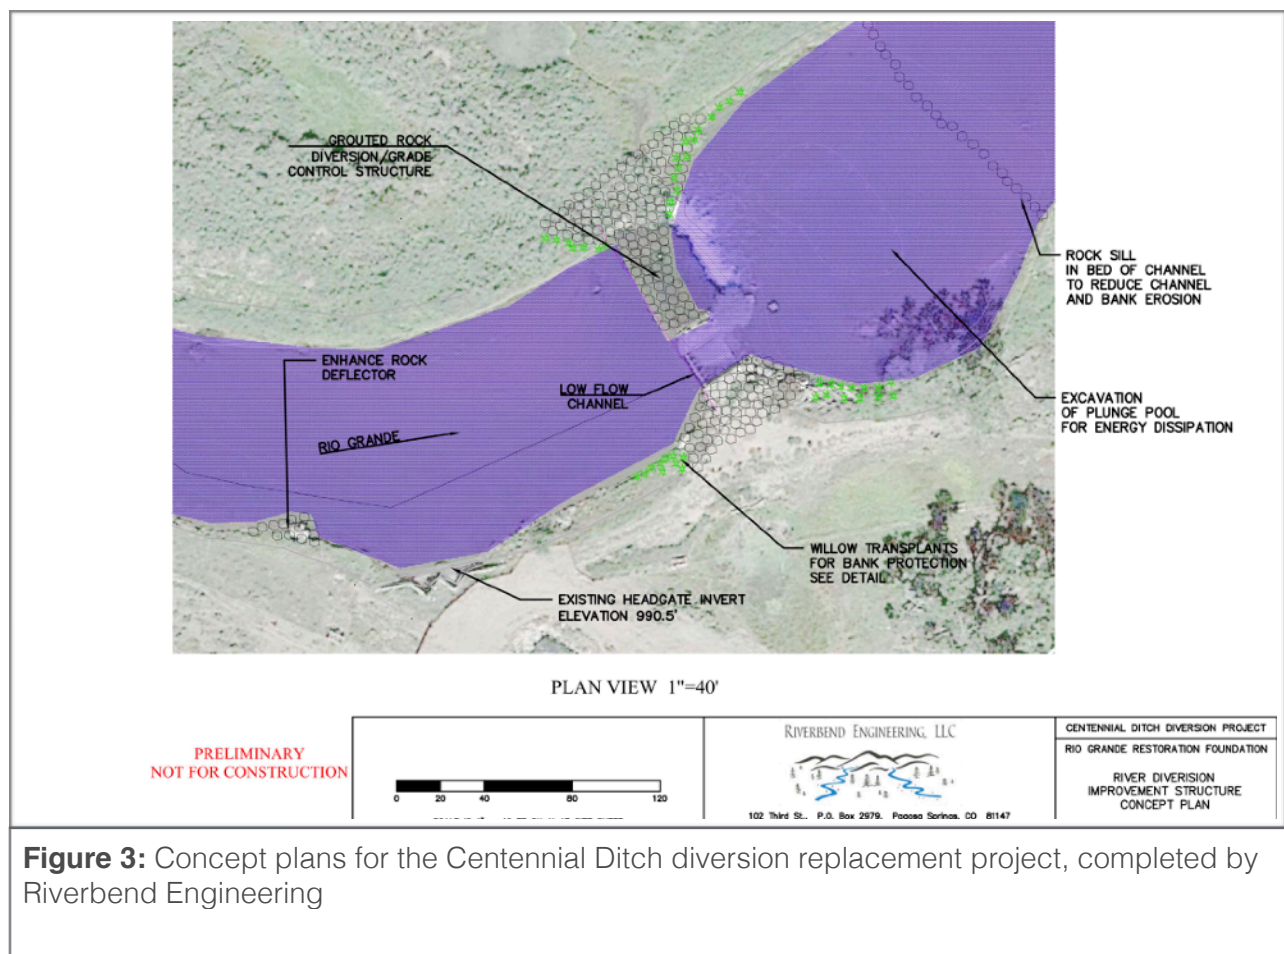 GROUTED ROCK
DIVERSION/GRADE
CONTROL STRUCTURE
ROCK SILL
IN BED OF CHANNEL
TO REDUCE CHANNEL
AND BANK EROSION
ENHANCE ROCK
DEFLECTOR
LOW FLOW
CHANNEL
EXCAVATION
OF PLUNGE POOL
FOR ENERGY DISSIPATION
RIO GRANDE
WILLOW TRANSPLANTS
FOR BANK PROTECTION
SEE DETAIL
EXISTING HEADGATE INVERT
ELEVATION 990.5'
PLAN VIEW 1"=40'
PRELIMINARY
NOT FOR CONSTRUCTION
0 20 40 80 120
RIVERBEND ENGINEERING, LLC
102 Third St., P.O. Box 2979, Pagosa Springs, CO 81147
CENTENNIAL DITCH DIVERSION PROJECT
RIO GRANDE RESTORATION FOUNDATION
RIVER DIVERISION
IMPROVEMENT STRUCTURE
CONCEPT PLAN
Figure 3: Concept plans for the Centennial Ditch diversion replacement project, completed by
Riverbend Engineering